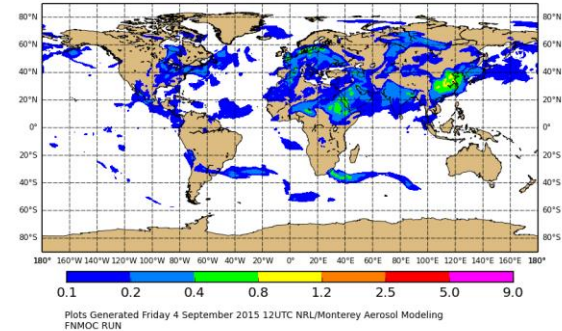 80°N 80°N
60°N 60°N
40°N 40°N
20°N 20°N
0° 0°
20°S 20°S
40°S 40°S
60°S 60°S
80°S 80°S
180° 160°W 140°W 120°W 100°W 80°W 60°W 40°W 20°W 0° 20°E 40°E 60°E 80°E 100°E 120°E 140°E 160°E 180°
0.1 0.2 0.4 0.8 1.2 2.5 5.0 9.0
Plots Generated Friday 4 September 2015 12UTC NRL/Monterey Aerosol Modeling
FNMOC RUN